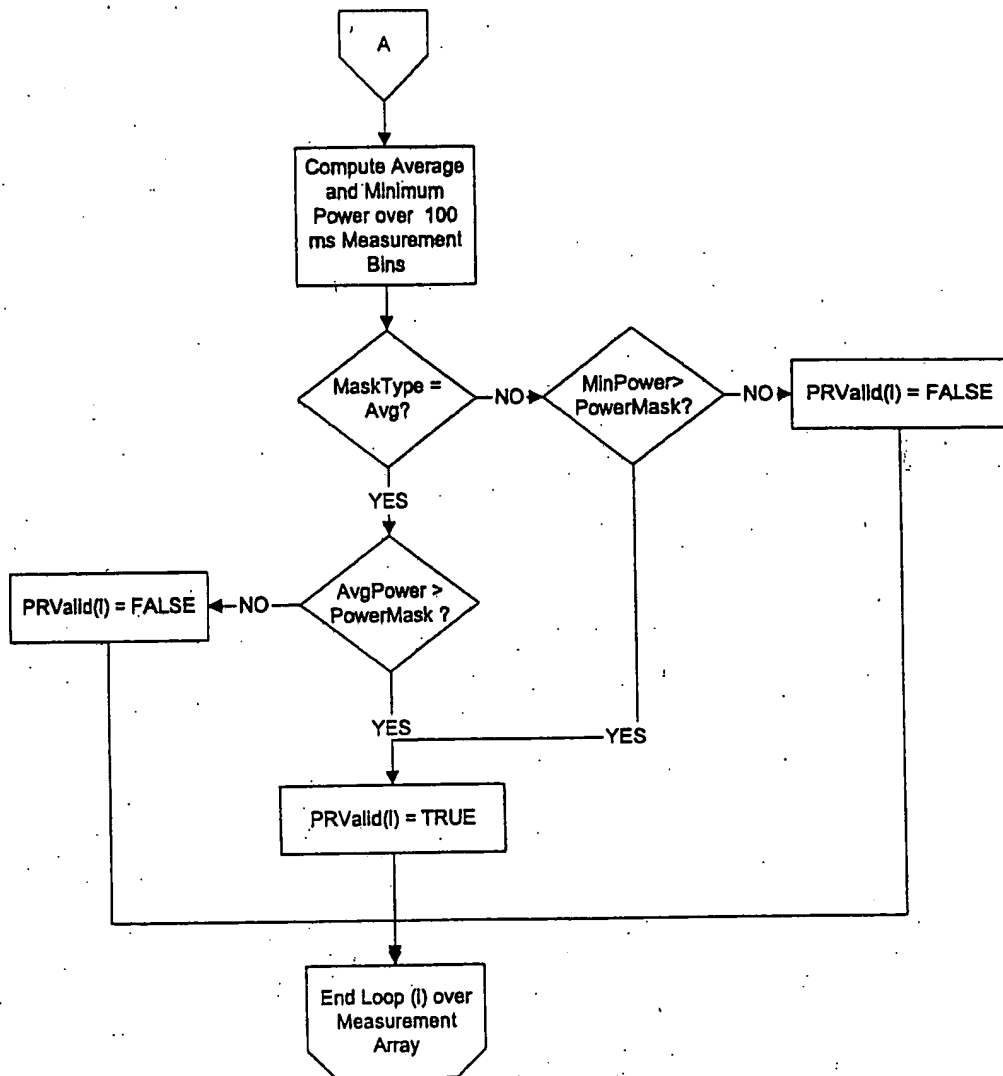 A
Compute Average
and Minimum
Power over 100
ms Measurement
Bins
MaskType =
Avg?
NO
MinPower>
PowerMask?
NO
PRValid(i) = FALSE
YES
AvgPower >
PowerMask ?
NO
PRValid(i) = FALSE
YES
YES
PRValid(i) = TRUE
End Loop (i) over
Measurement
Array